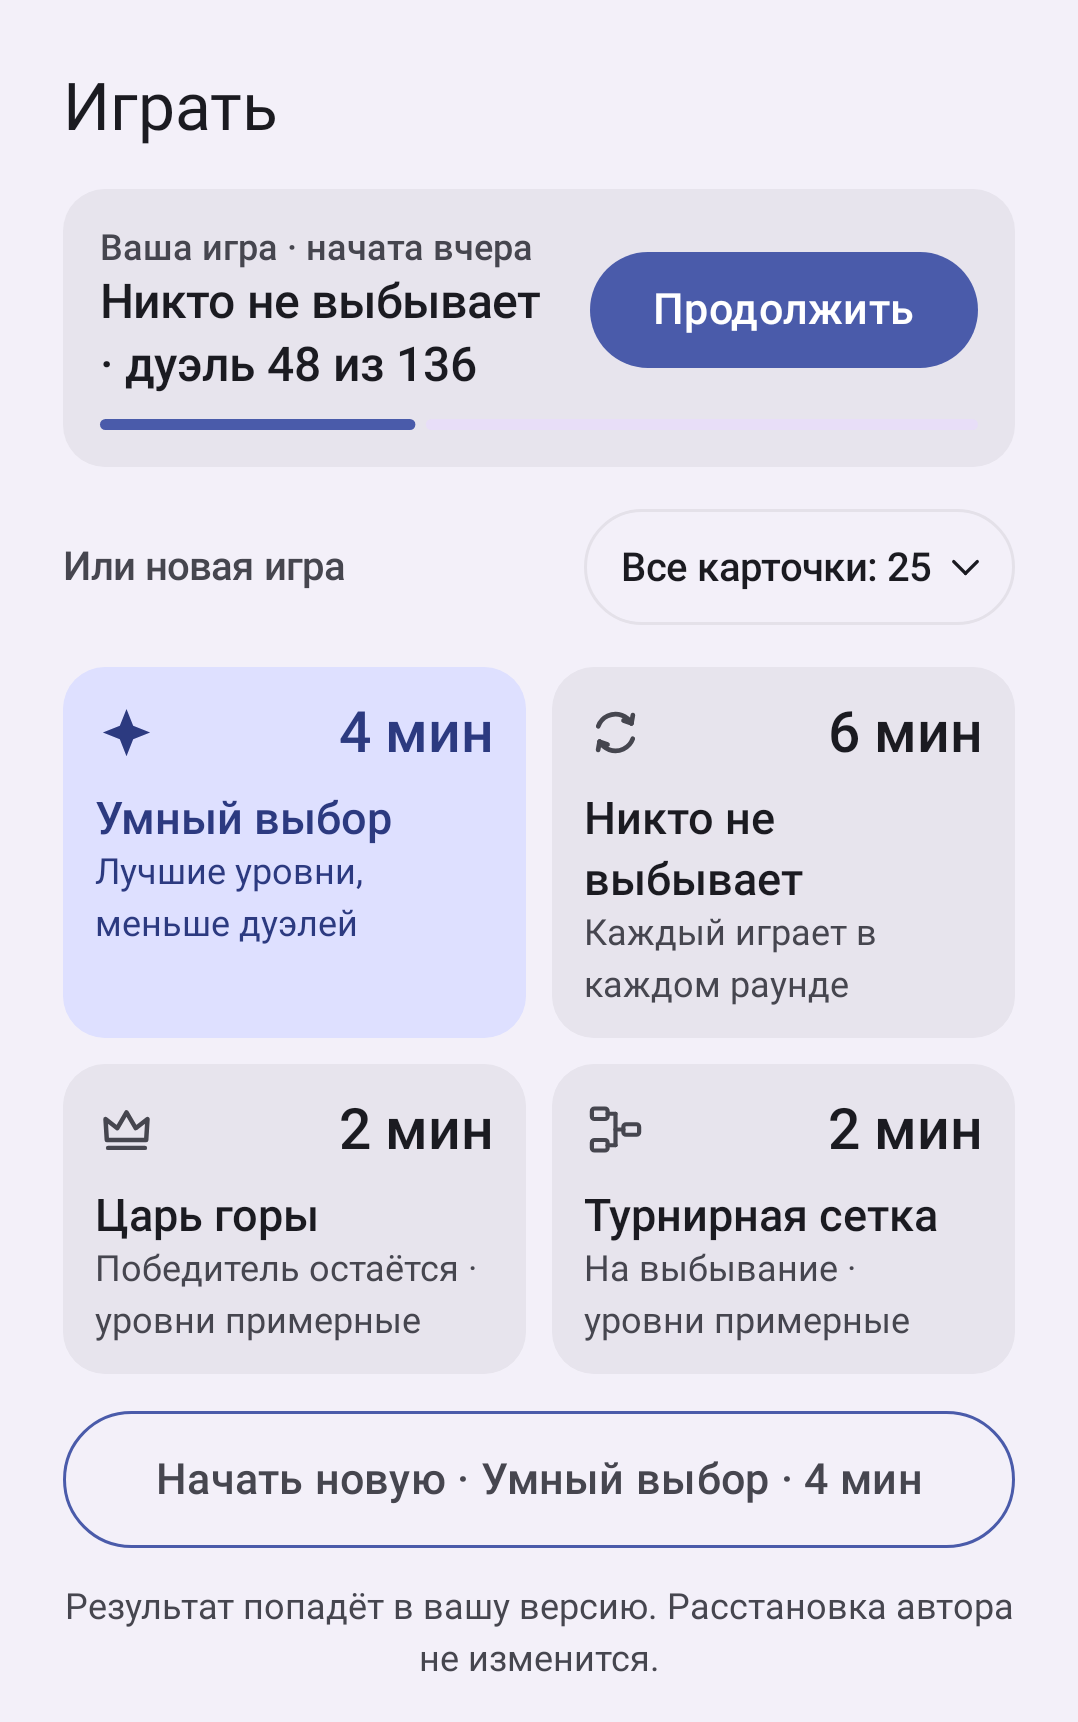 Играть
Ваша игра · начата вчера
Никто не выбывает
· дуэль 48 из 136
Продолжить
Или новая игра
Все карточки: 25
4 мин
Умный выбор
Лучшие уровни,
меньше дуэлей
6 мин
Никто не
выбывает
Каждый играет в
каждом раунде
2 мин
Царь горы
Победитель остаётся ·
уровни примерные
2 мин
Турнирная сетка
На выбывание ·
уровни примерные
Начать новую · Умный выбор · 4 мин
Результат попадёт в вашу версию. Расстановка автора
не изменится.